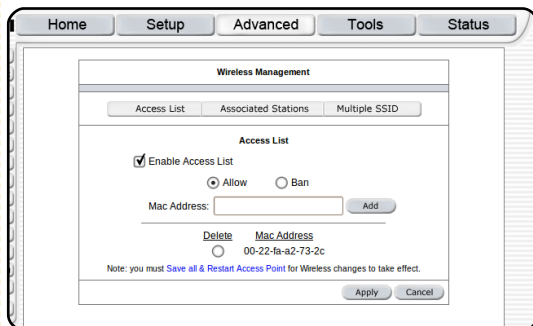 Home Setup Advanced Tools Status
Wireless Management
Access List Associated Stations Multiple SSID
Access List
Enable Access List
Allow Ban
Mac Address: Add
Delete Mac Address
00-22-fa-a2-73-2c
Note: you must Save all & Restart Access Point for Wireless changes to take effect.
Apply Cancel